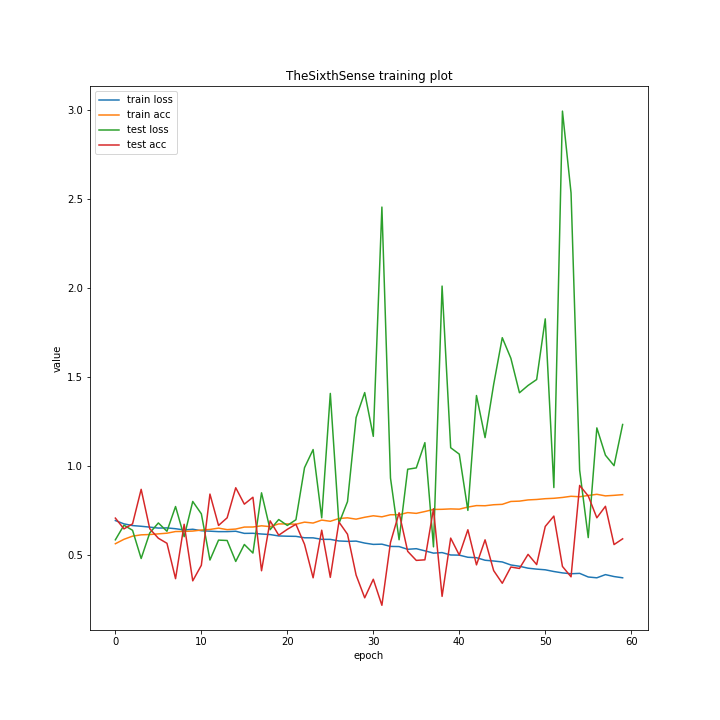 TheSixthSense training plot
train loss
train acc
test loss
test acc
3.0
2.5
2.0
1.5
1.0
0.5
value
0 10 20 30 40 50 60
epoch